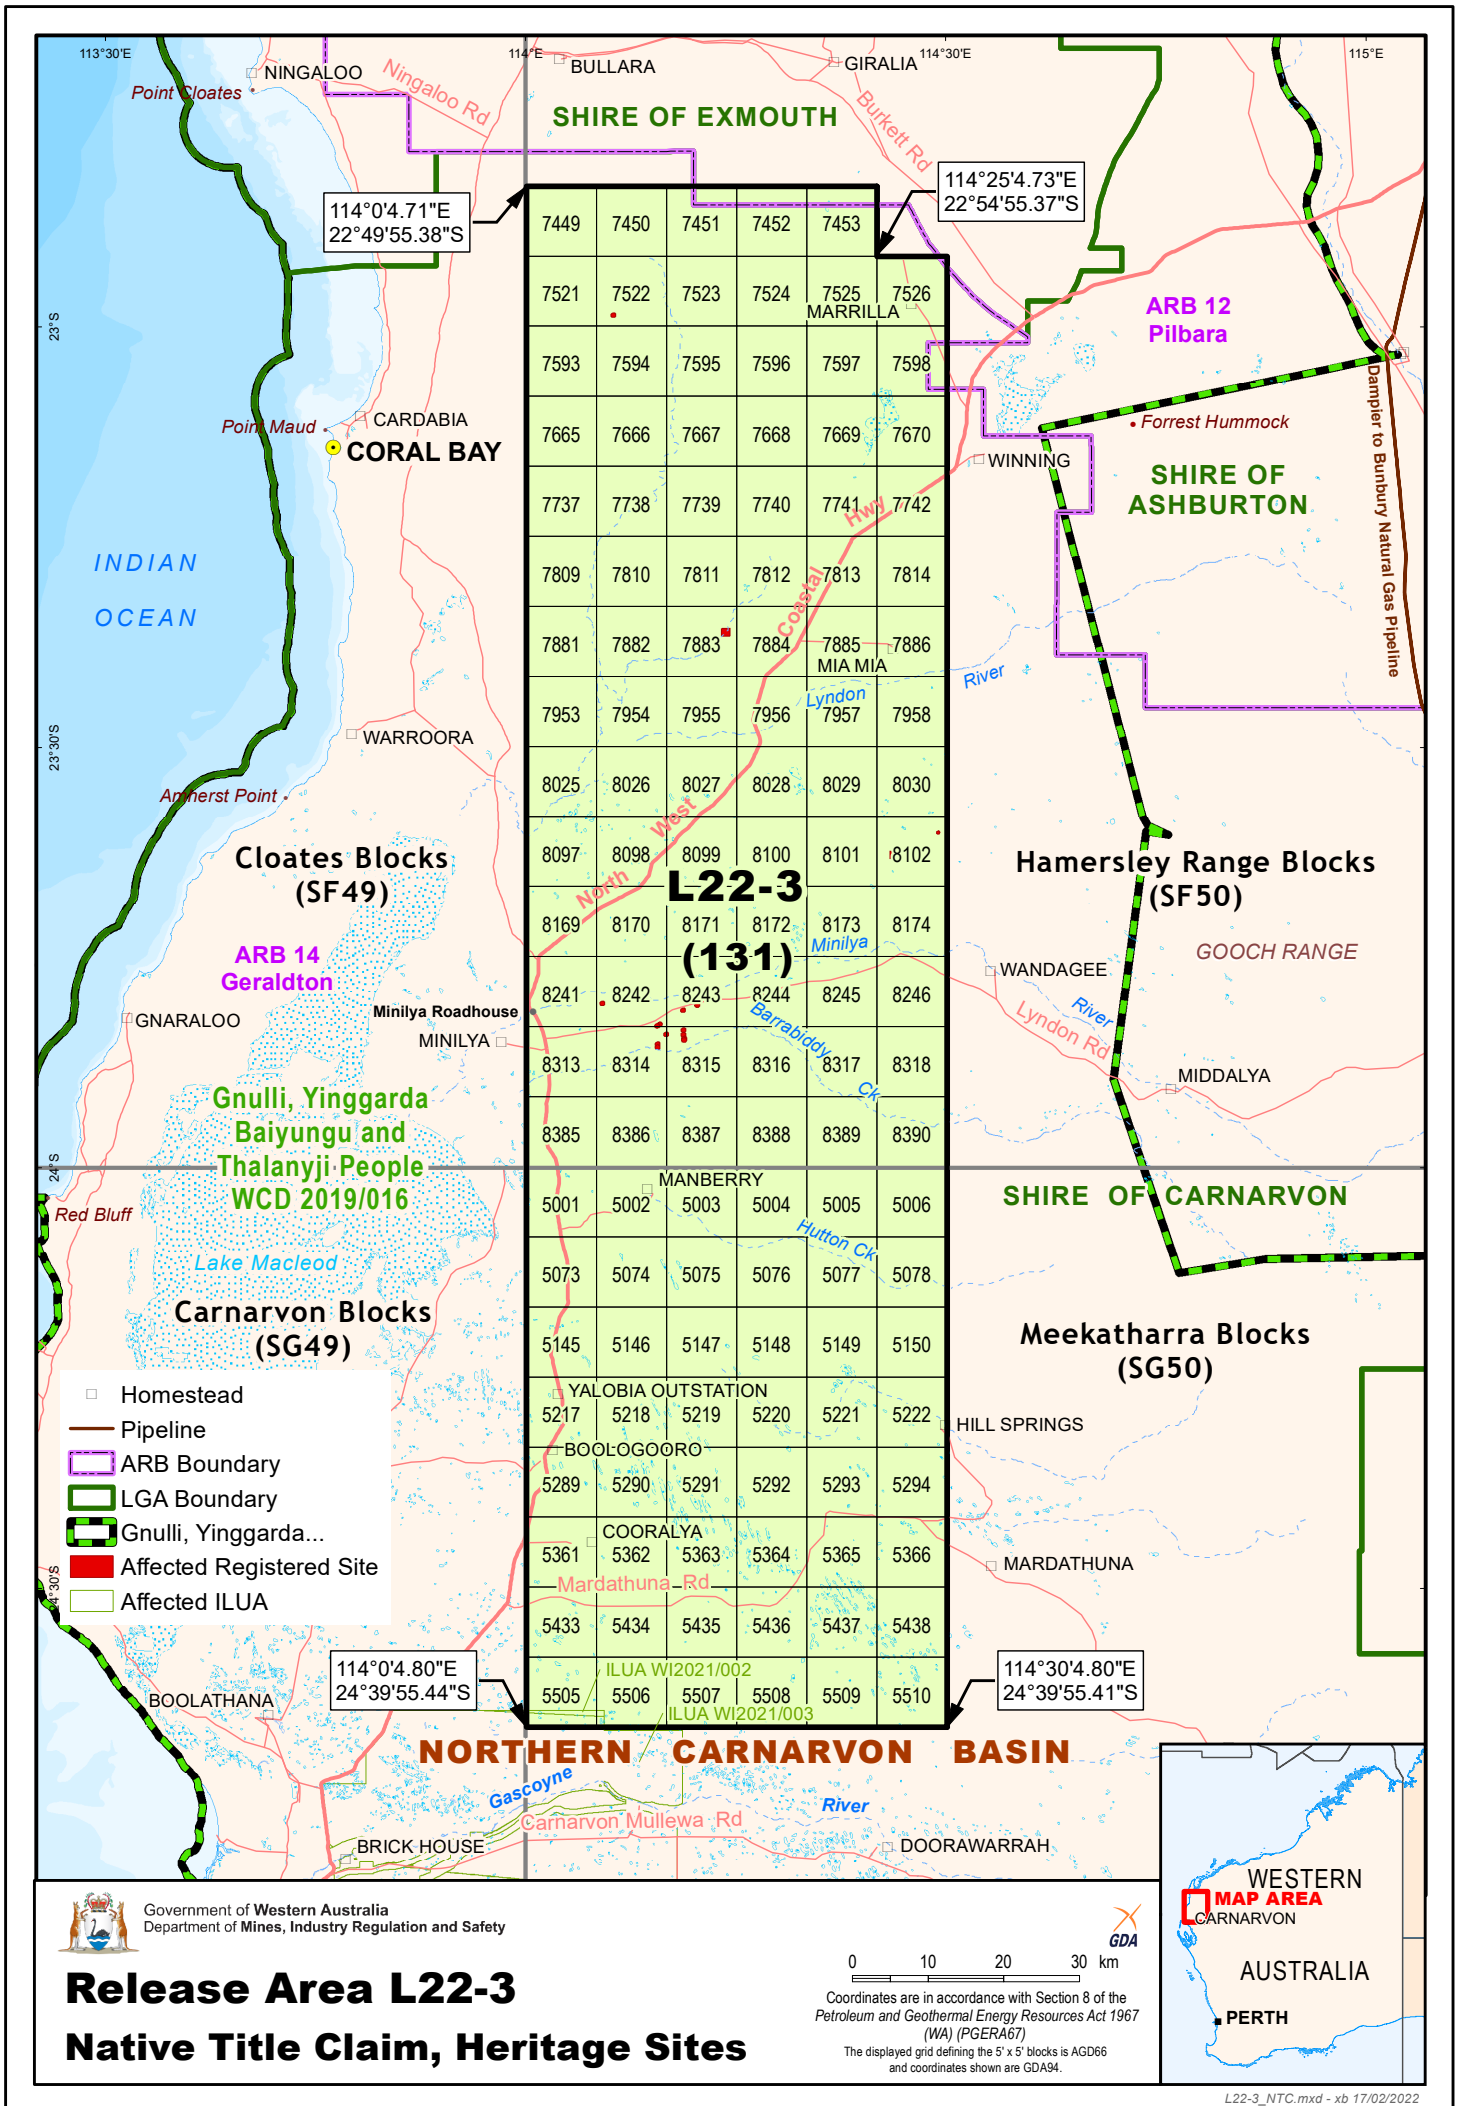 113°30'E
114°E
114°30'E
115°E
NINGALOO
Point Cloates
Ningaloo Rd
BULLARA
GIRALIA
Burkett Rd
SHIRE OF EXMOUTH
114°0'4.71"E
22°49'55.38"S
114°25'4.73"E
22°54'55.37"S
7449 7450 7451 7452 7453
7521 7522 7523 7524 7525 7526
MARRILLA
ARB 12
Pilbara
23°S
7593 7594 7595 7596 7597 7598
Dampier to Bunbury Natural Gas Pipeline
Point Maud
CARDABIA
CORAL BAY
Forrest Hummock
7665 7666 7667 7668 7669 7670
WINNING
SHIRE OF
ASHBURTON
7737 7738 7739 7740 7741 7742
Hwy
INDIAN
OCEAN
7809 7810 7811 7812 7813 7814
Coastal
7881 7882 7883 7884 7885 7886
MIA MIA
Lyndon
River
7953 7954 7955 7956 7957 7958
WARROORA
23°30'S
8025 8026 8027 8028 8029 8030
Amherst Point
West
Cloates Blocks
(SF49)
8097 8098 8099 8100 8101 8102
Hamersley Range Blocks
(SF50)
North
L22-3
(131)
8169 8170 8171 8172 8173 8174
Minilya
ARB 14
Geraldton
GOOCH RANGE
WANDAGEE
8241 8242 8243 8244 8245 8246
Minilya Roadhouse
GNARALOO
MINILYA
Barrabiddy
Ck
River
Lyndon Rd
8313 8314 8315 8316 8317 8318
MIDDALYA
Gnulli, Yinggarda
Baiyungu and
Thalanyji People
WCD 2019/016
8385 8386 8387 8388 8389 8390
24°S
MANBERRY
SHIRE OF CARNARVON
5001 5002 5003 5004 5005 5006
Red Bluff
Hutton Ck
Lake Macleod
5073 5074 5075 5076 5077 5078
Carnarvon Blocks
(SG49)
Meekatharra Blocks
(SG50)
5145 5146 5147 5148 5149 5150
YALOBIA OUTSTATION
5217 5218 5219 5220 5221 5222
HILL SPRINGS
BOOLOGOORO
5289 5290 5291 5292 5293 5294
COORALYA
5361 5362 5363 5364 5365 5366
MARDATHUNA
Mardathuna Rd
24°30'S
5433 5434 5435 5436 5437 5438
Homestead
Pipeline
ARB Boundary
LGA Boundary
Gnulli, Yinggarda...
Affected Registered Site
Affected ILUA
114°0'4.80"E
24°39'55.44"S
114°30'4.80"E
24°39'55.41"S
ILUA WI2021/002
5505 5506 5507 5508 5509 5510
ILUA WI2021/003
BOOLATHANA
NORTHERN CARNARVON BASIN
Gascoyne
River
Carnarvon Mullewa Rd
BRICK HOUSE
DOORAWARRAH
WESTERN
MAP AREA
CARNARVON
AUSTRALIA
PERTH
Government of Western Australia
Department of Mines, Industry Regulation and Safety
Release Area L22-3
Native Title Claim, Heritage Sites
GDA
0 10 20 30 km
Coordinates are in accordance with Section 8 of the
Petroleum and Geothermal Energy Resources Act 1967
(WA) (PGERA67)
The displayed grid defining the 5' x 5' blocks is AGD66
and coordinates shown are GDA94.
L22-3_NTC.mxd - xb 17/02/2022